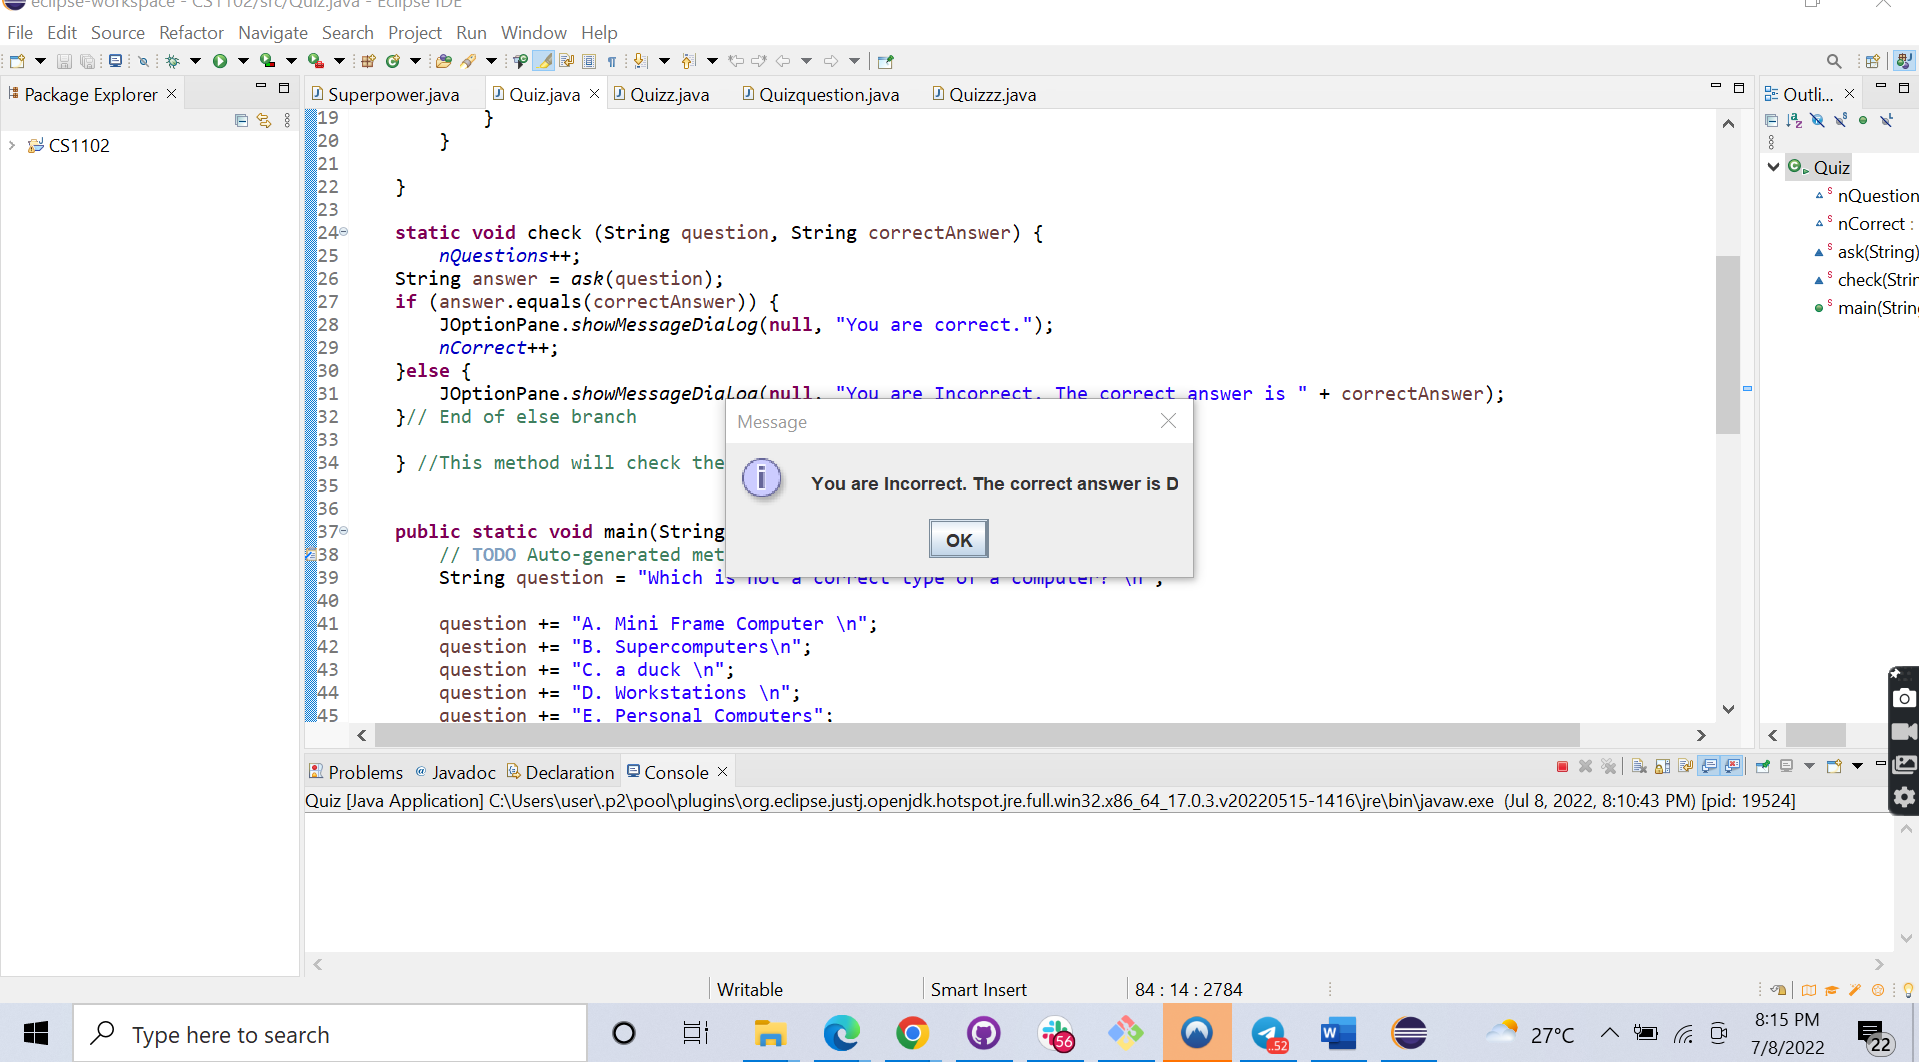 eclipse-workspace - CS1102/src/Quiz.java - Eclipse IDE
File Edit Source Refactor Navigate Search Project Run Window Help
Package Explorer
CS1102
Superpower.java Quiz.java Quizz.java Quizquestion.java Quizzz.java
19 }
20 }
21
22 }
23
24 static void check (String question, String correctAnswer) {
25 nQuestions++;
26 String answer = ask(question);
27 if (answer.equals(correctAnswer)) {
28 JOptionPane.showMessageDialog(null, "You are correct.");
29 nCorrect++;
30 }else {
31 JOptionPane.showMessageDialog(null, "You are Incorrect. The correct answer is " + correctAnswer);
32 }// End of else branch
33
34 } //This method will check the
35
36
37 public static void main(String
38 // TODO Auto-generated met
39 String question = "Which is not a correct type of a computer? \n";
40
41 question += "A. Mini Frame Computer \n";
42 question += "B. Supercomputers\n";
43 question += "C. a duck \n";
44 question += "D. Workstations \n";
45 question += "E. Personal Computers";
Message
You are Incorrect. The correct answer is D
OK
Outli...
Quiz
nQuestion
nCorrect :
ask(String)
check(Strin
main(String
Problems Javadoc Declaration Console
Quiz [Java Application] C:\Users\user\.p2\pool\plugins\org.eclipse.justj.openjdk.hotspot.jre.full.win32.x86_64_17.0.3.v20220515-1416\jre\bin\javaw.exe (Jul 8, 2022, 8:10:43 PM) [pid: 19524]
Writable Smart Insert 84 : 14 : 2784
Type here to search
56
..52
27°C
8:15 PM
7/8/2022
22